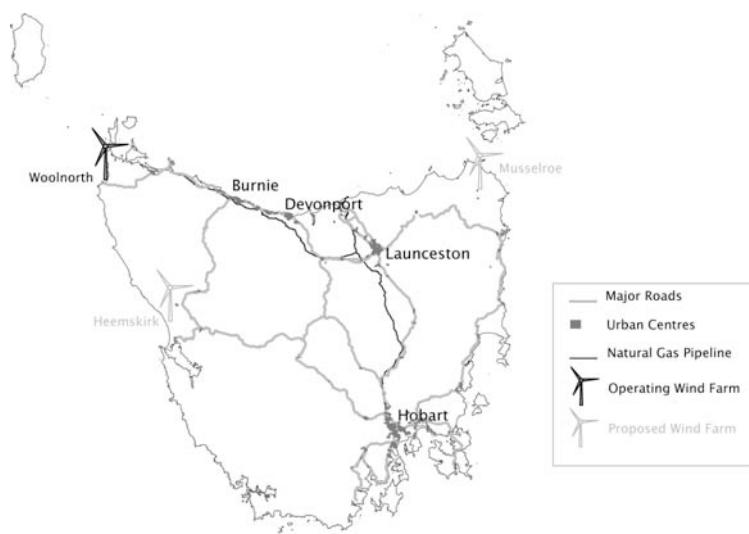 Woolnorth
Burnie
Devonport
Musselroe
Launceston
Heemskirk
Hobart
Major Roads
Urban Centres
Natural Gas Pipeline
Operating Wind Farm
Proposed Wind Farm